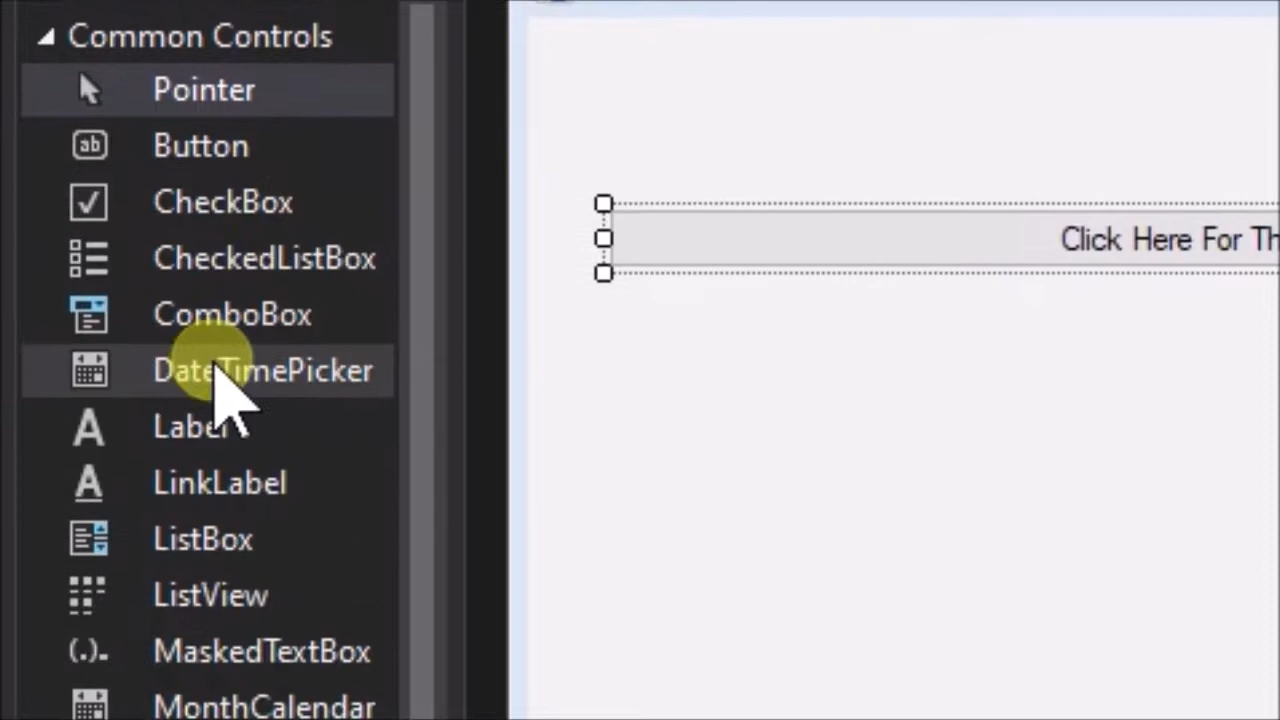 Common Controls
Pointer
Button
CheckBox
CheckedListBox
ComboBox
DateTimePicker
Label
LinkLabel
ListBox
ListView
MaskedTextBox
MonthCalendar
Click Here For Th